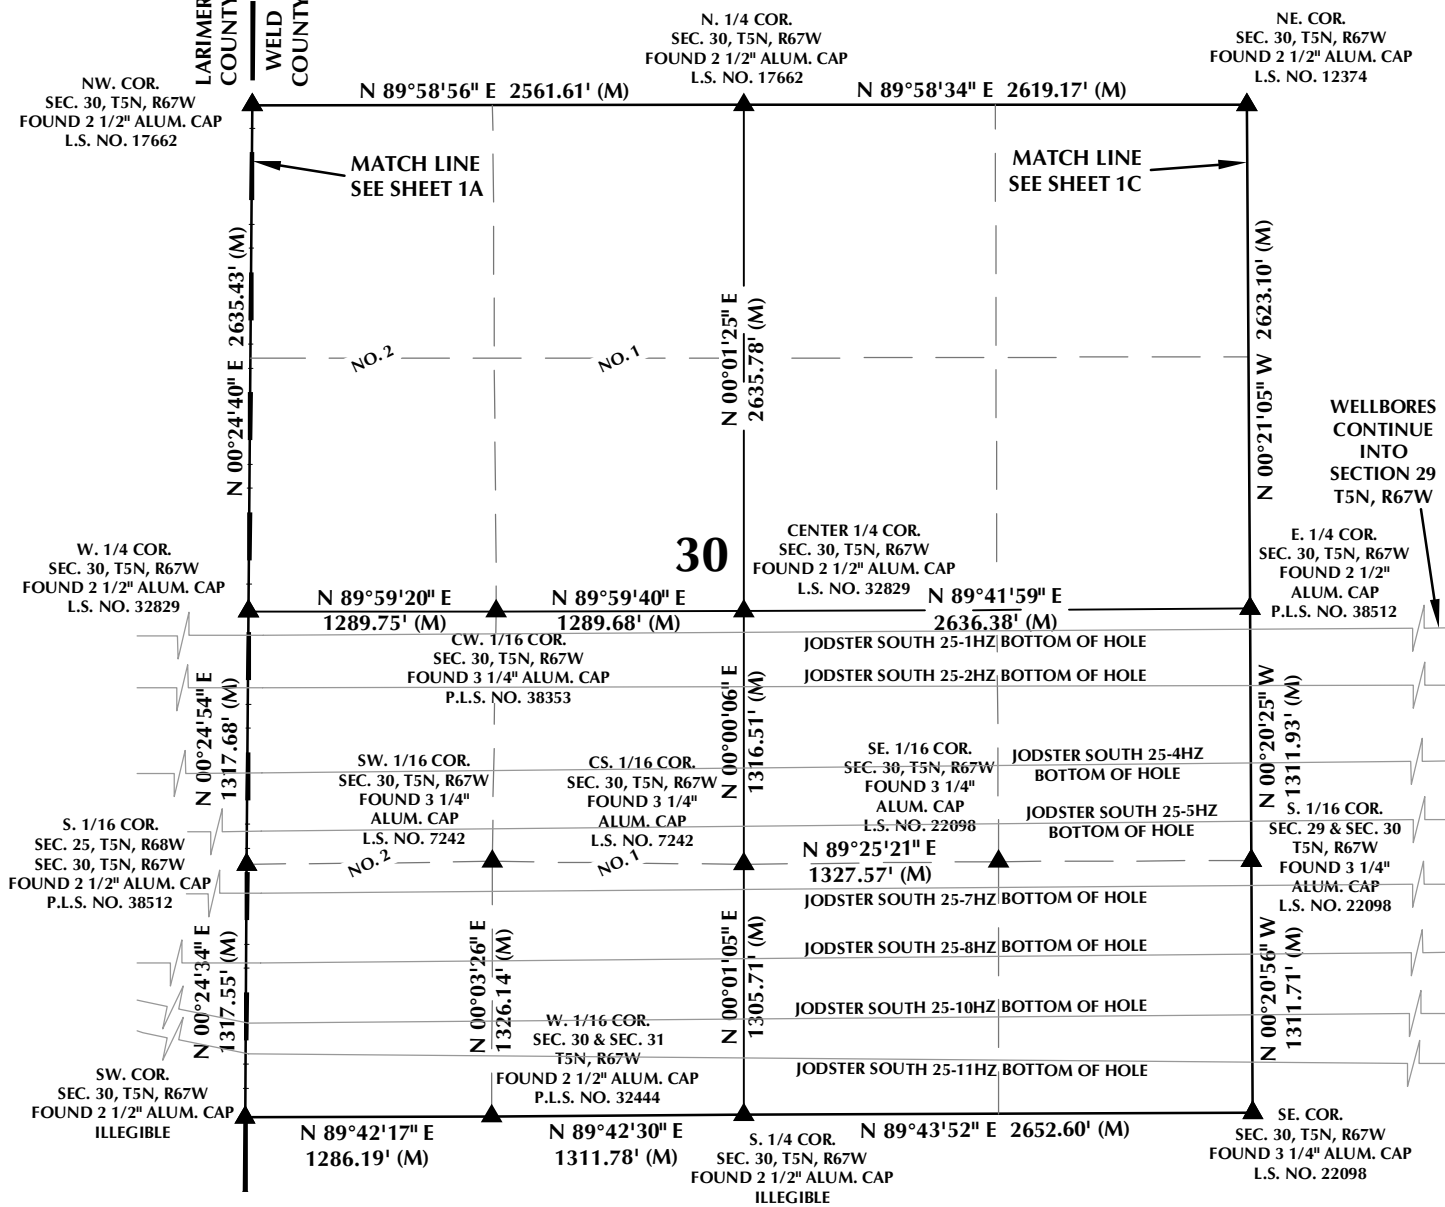 LARIMER
COUNTY
WELD
COUNTY
N. 1/4 COR.
SEC. 30, T5N, R67W
FOUND 2 1/2" ALUM. CAP
L.S. NO. 17662
NE. COR.
SEC. 30, T5N, R67W
FOUND 2 1/2" ALUM. CAP
L.S. NO. 12374
NW. COR.
SEC. 30, T5N, R67W
FOUND 2 1/2" ALUM. CAP
L.S. NO. 17662
N 89°58'56" E 2561.61' (M)
N 89°58'34" E 2619.17' (M)
MATCH LINE
SEE SHEET 1A
MATCH LINE
SEE SHEET 1C
N 00°24'40" E 2635.43' (M)
N 00°01'25" E
2635.78' (M)
N 00°21'05" W 2623.10' (M)
NO. 2
NO. 1
WELLBORES
CONTINUE
INTO
SECTION 29
T5N, R67W
30
W. 1/4 COR.
SEC. 30, T5N, R67W
FOUND 2 1/2" ALUM. CAP
L.S. NO. 32829
CENTER 1/4 COR.
SEC. 30, T5N, R67W
FOUND 2 1/2" ALUM. CAP
L.S. NO. 32829
E. 1/4 COR.
SEC. 30, T5N, R67W
FOUND 2 1/2"
ALUM. CAP
P.L.S. NO. 38512
N 89°59'20" E
1289.75' (M)
N 89°59'40" E
1289.68' (M)
N 89°41'59" E
2636.38' (M)
CW. 1/16 COR.
SEC. 30, T5N, R67W
FOUND 3 1/4" ALUM. CAP
P.L.S. NO. 38353
JODSTER SOUTH 25-1HZ BOTTOM OF HOLE
JODSTER SOUTH 25-2HZ BOTTOM OF HOLE
N 00°24'54" E
1317.68' (M)
N 00°00'06" E
1316.51' (M)
N 00°20'25" W
1311.93' (M)
SW. 1/16 COR.
SEC. 30, T5N, R67W
FOUND 3 1/4"
ALUM. CAP
L.S. NO. 7242
CS. 1/16 COR.
SEC. 30, T5N, R67W
FOUND 3 1/4"
ALUM. CAP
L.S. NO. 7242
SE. 1/16 COR.
SEC. 30, T5N, R67W
FOUND 3 1/4"
ALUM. CAP
L.S. NO. 22098
JODSTER SOUTH 25-4HZ
BOTTOM OF HOLE
JODSTER SOUTH 25-5HZ
BOTTOM OF HOLE
S. 1/16 COR.
SEC. 25, T5N, R68W
SEC. 30, T5N, R67W
FOUND 2 1/2" ALUM. CAP
P.L.S. NO. 38512
S. 1/16 COR.
SEC. 29 & SEC. 30
T5N, R67W
FOUND 3 1/4"
ALUM. CAP
L.S. NO. 22098
NO. 2
NO. 1
N 89°25'21" E
1327.57' (M)
JODSTER SOUTH 25-7HZ BOTTOM OF HOLE
JODSTER SOUTH 25-8HZ BOTTOM OF HOLE
JODSTER SOUTH 25-10HZ BOTTOM OF HOLE
JODSTER SOUTH 25-11HZ BOTTOM OF HOLE
N 00°24'34" E
1317.55' (M)
N 00°03'26" E
1326.14' (M)
N 00°01'05" E
1305.71' (M)
N 00°20'56" W
1311.71' (M)
W. 1/16 COR.
SEC. 30 & SEC. 31
T5N, R67W
FOUND 2 1/2" ALUM. CAP
P.L.S. NO. 32444
SW. COR.
SEC. 30, T5N, R67W
FOUND 2 1/2" ALUM. CAP
ILLEGIBLE
N 89°42'17" E
1286.19' (M)
N 89°42'30" E
1311.78' (M)
S. 1/4 COR.
SEC. 30, T5N, R67W
FOUND 2 1/2" ALUM. CAP
ILLEGIBLE
N 89°43'52" E 2652.60' (M)
SE. COR.
SEC. 30, T5N, R67W
FOUND 3 1/4" ALUM. CAP
L.S. NO. 22098